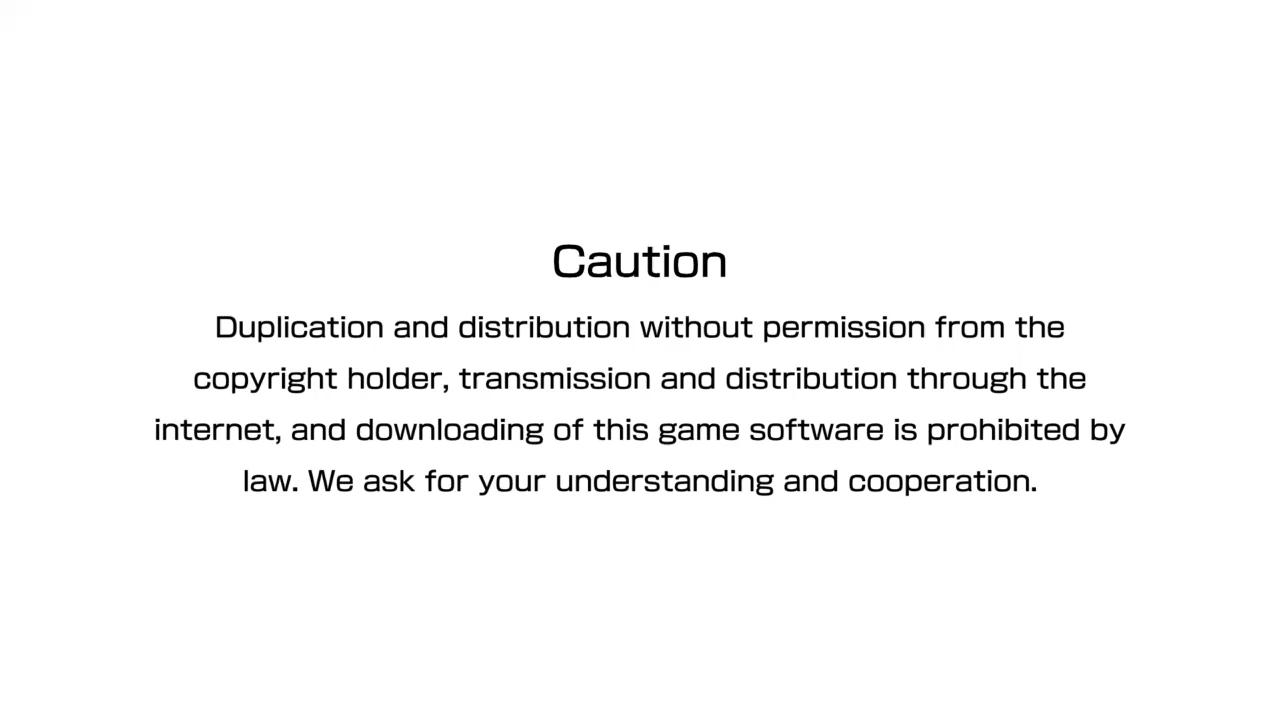 Caution
Duplication and distribution without permission from the
copyright holder, transmission and distribution through the
internet, and downloading of this game software is prohibited by
law. We ask for your understanding and cooperation.